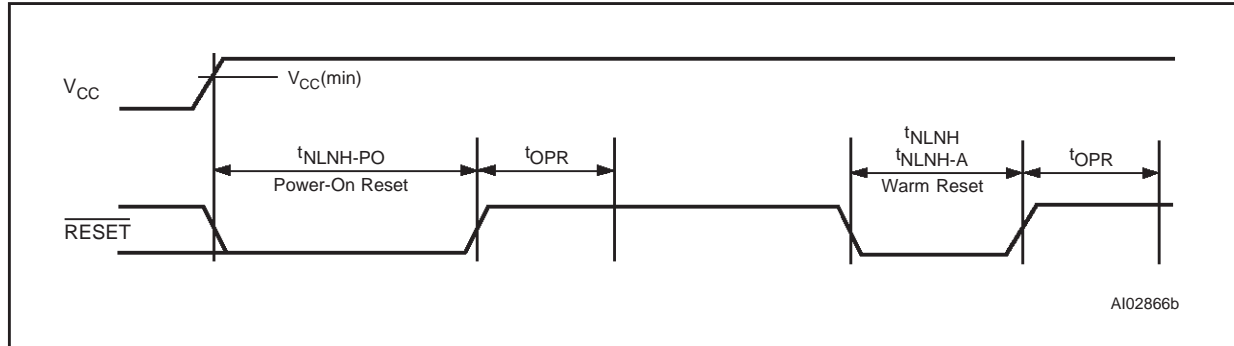 VCC
VCC(min)
tNLNH-PO
Power-On Reset
tOPR
tNLNH
tNLNH-A
Warm Reset
tOPR
RESET
AI02866b